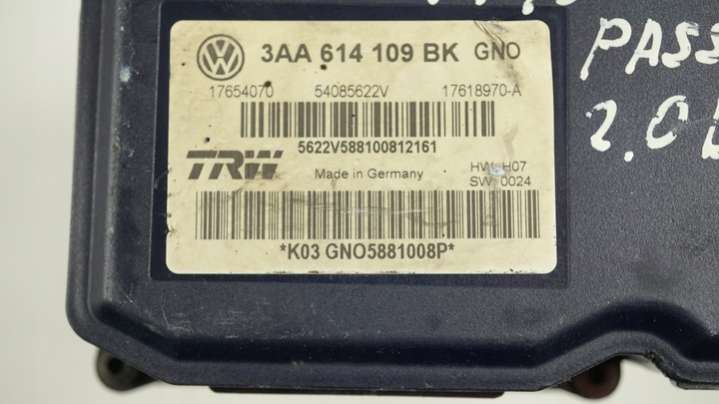 3AA 614 109 BK GNO
17654070 54085622V 17618970-A
5622V588100812161
TRW
Made in Germany
HW H07
SW 0024
*K03 GNO5881008P*
PASS
2.0